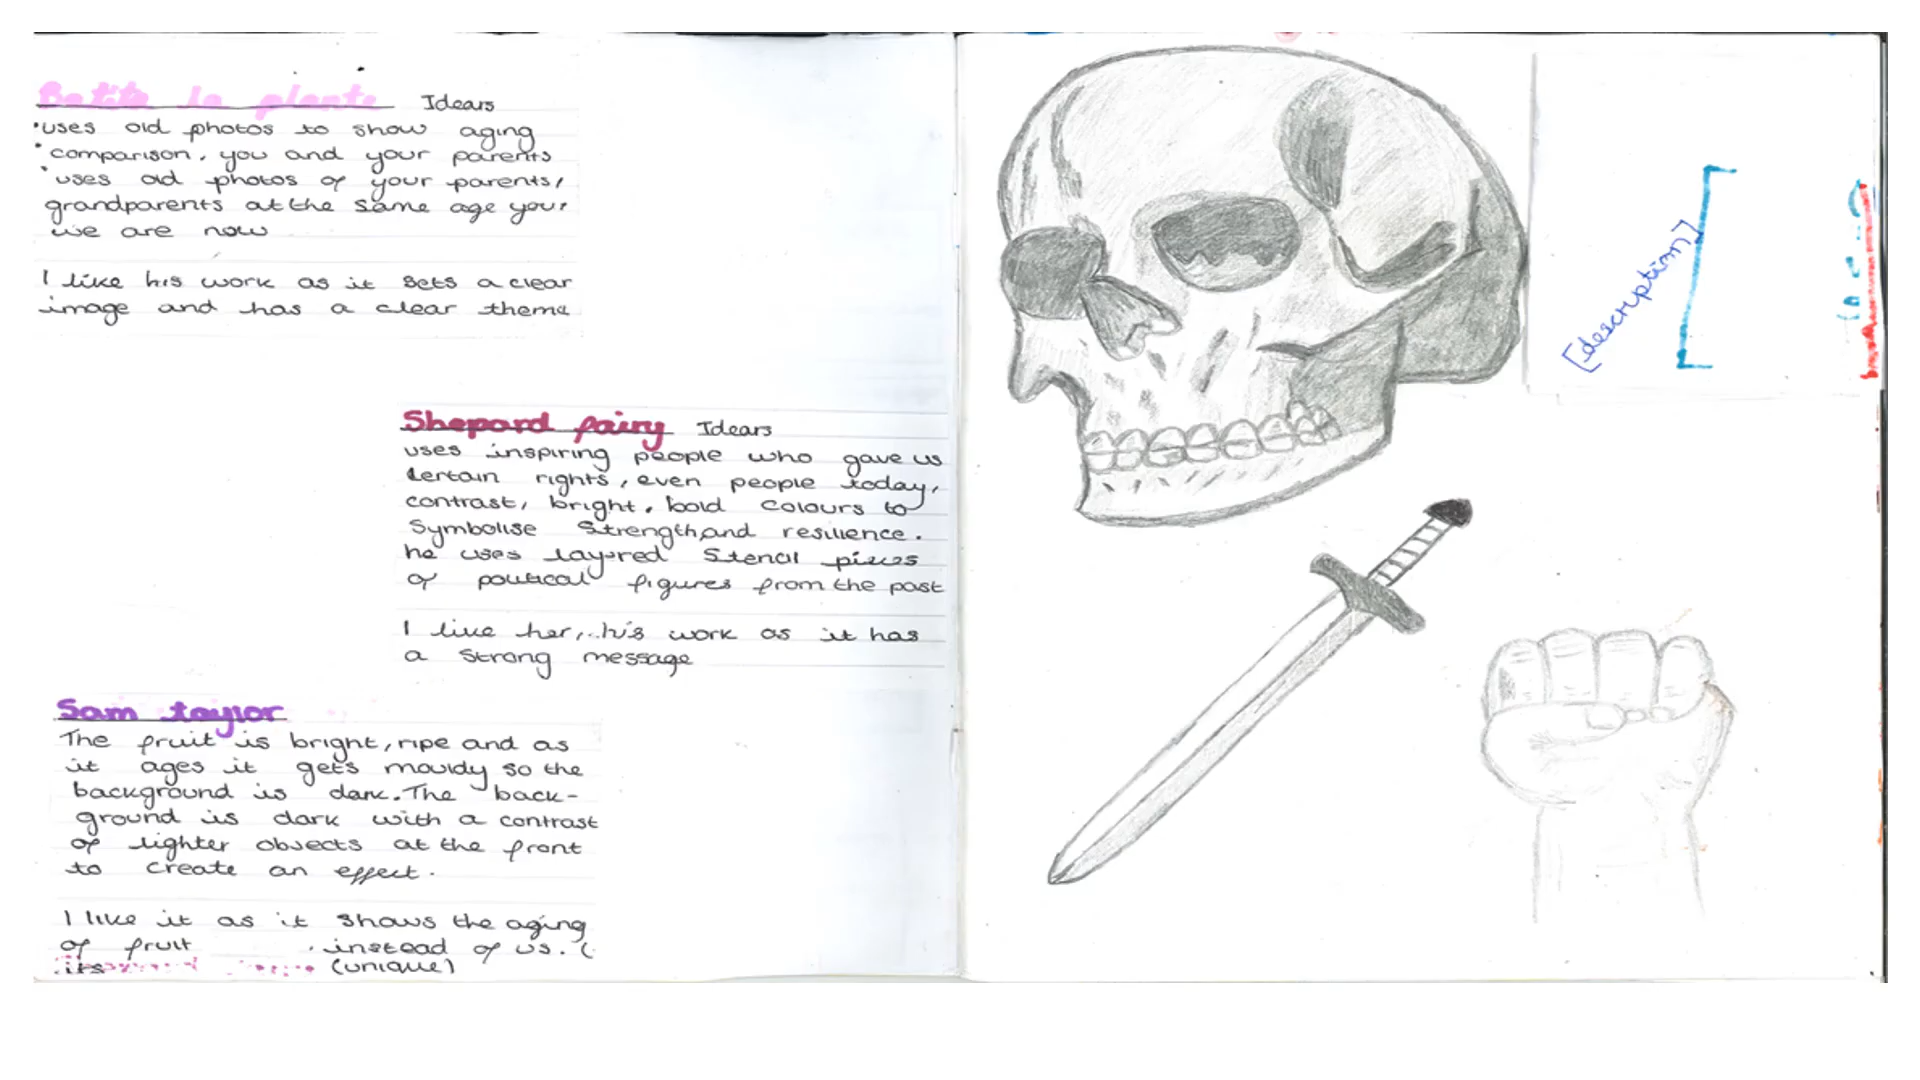 Batite la plante Idears
•uses old photos to show aging
•comparison, you and your parents
•uses old photos of your parents,
grandparents at the same age your
we are now
I like his work as it sets a clear
image and has a clear theme
Shepard fairy Idears
uses inspiring people who gave us
certain rights, even people today,
contrast, bright, bold colours to
symbolise strength, and resilience.
he uses layered stencil pieces
of political figures from the past
I like her, his work as it has
a strong message
Sam taylor
The fruit is bright, ripe and as
it ages it gets mouldy so the
background is dark. The back-
ground is dark with a contrast
of lighter objects at the front
to create an effect.
I like it as it shows the aging
of fruit instead of us. (
its (unique)
[description]